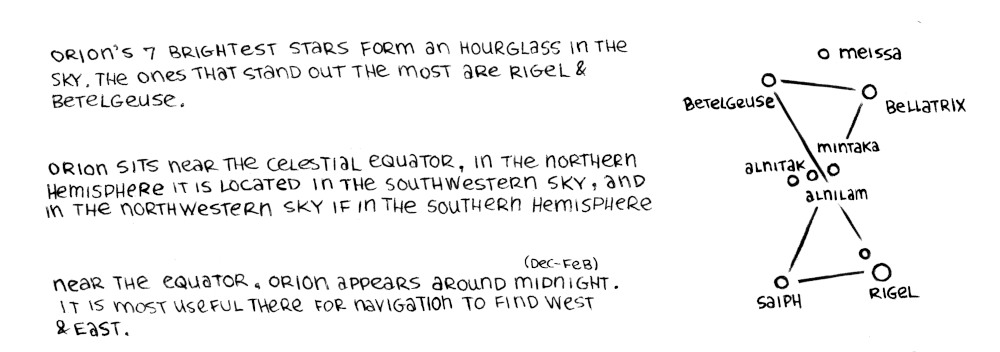 ORION'S 7 BRIGHTEST STARS FORM AN HOURGLASS IN THE
SKY. THE ONES THAT STAND OUT THE MOST ARE RIGEL &
BETELGEUSE.
ORION SITS NEAR THE CELESTIAL EQUATOR, IN THE NORTHERN
HEMISPHERE IT IS LOCATED IN THE SOUTHWESTERN SKY, AND
IN THE NORTHWESTERN SKY IF IN THE SOUTHERN HEMISPHERE
(DEC-FEB)
NEAR THE EQUATOR, ORION APPEARS AROUND MIDNIGHT.
IT IS MOST USEFUL THERE FOR NAVIGATION TO FIND WEST
& EAST.
MEISSA
BETELGEUSE
BELLATRIX
MINTAKA
ALNITAK
ALNILAM
SAIPH
RIGEL